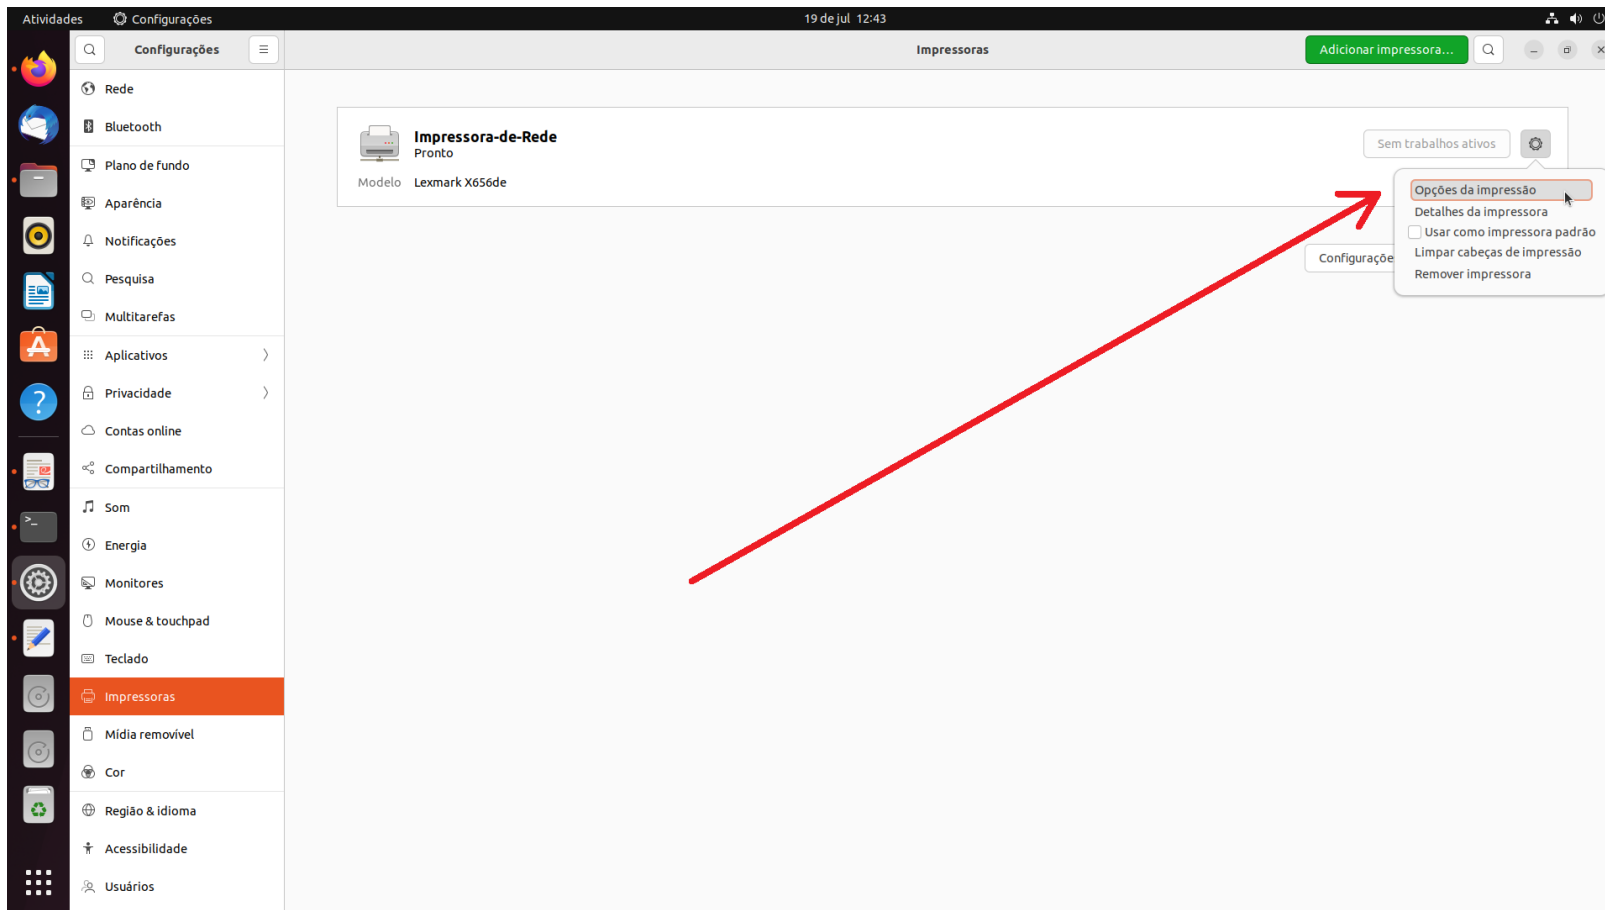 Atividades
Configurações
19 de jul 12:43
Configurações
Impressoras
Adicionar impressora...
Rede
Bluetooth
Plano de fundo
Aparência
Notificações
Pesquisa
Multitarefas
Aplicativos
Privacidade
Contas online
Compartilhamento
Som
Energia
Monitores
Mouse & touchpad
Teclado
Impressoras
Mídia removível
Cor
Região & idioma
Acessibilidade
Usuários
Impressora-de-Rede
Pronto
Modelo Lexmark X656de
Sem trabalhos ativos
Opções da impressão
Detalhes da impressora
Usar como impressora padrão
Limpar cabeças de impressão
Remover impressora
Configuraçõe